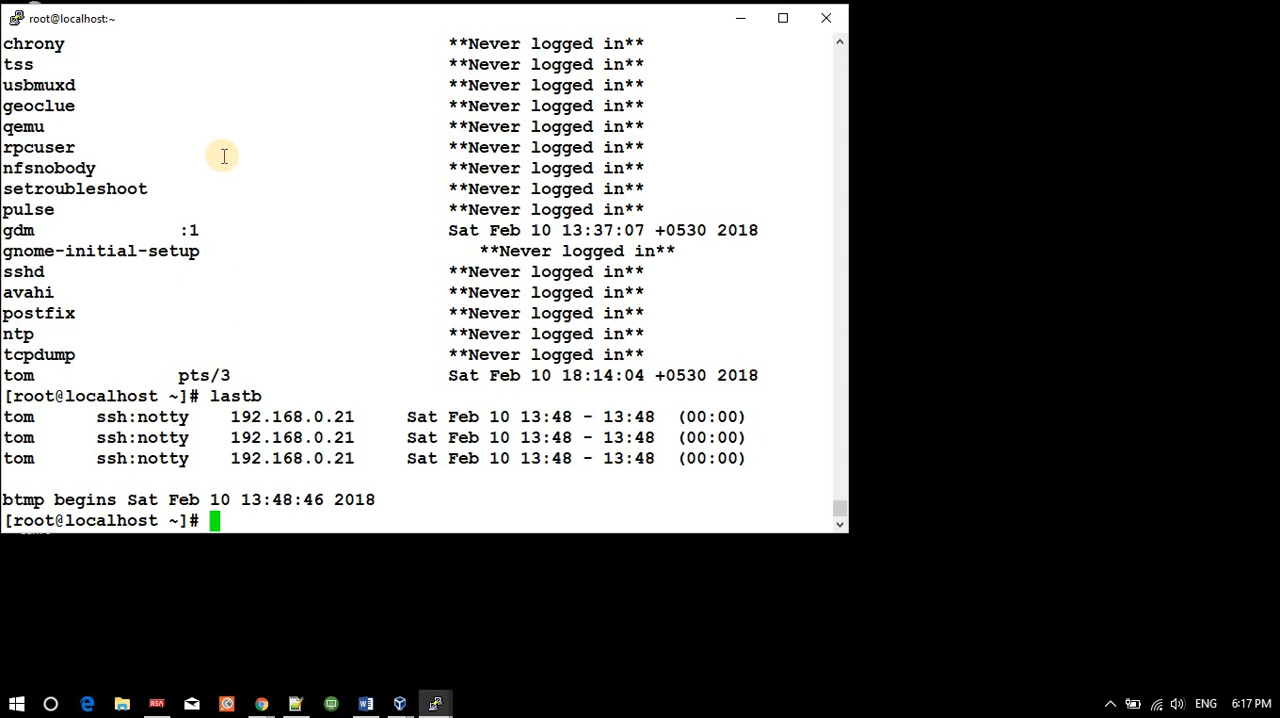 root@localhost:~
chrony **Never logged in**
tss **Never logged in**
usbmuxd **Never logged in**
geoclue **Never logged in**
qemu **Never logged in**
rpcuser **Never logged in**
nfsnobody **Never logged in**
setroubleshoot **Never logged in**
pulse **Never logged in**
gdm :1 Sat Feb 10 13:37:07 +0530 2018
gnome-initial-setup **Never logged in**
sshd **Never logged in**
avahi **Never logged in**
postfix **Never logged in**
ntp **Never logged in**
tcpdump **Never logged in**
tom pts/3 Sat Feb 10 18:14:04 +0530 2018
[root@localhost ~]# lastb
tom ssh:notty 192.168.0.21 Sat Feb 10 13:48 - 13:48 (00:00)
tom ssh:notty 192.168.0.21 Sat Feb 10 13:48 - 13:48 (00:00)
tom ssh:notty 192.168.0.21 Sat Feb 10 13:48 - 13:48 (00:00)
btmp begins Sat Feb 10 13:48:46 2018
[root@localhost ~]#
RSA
ENG 6:17 PM